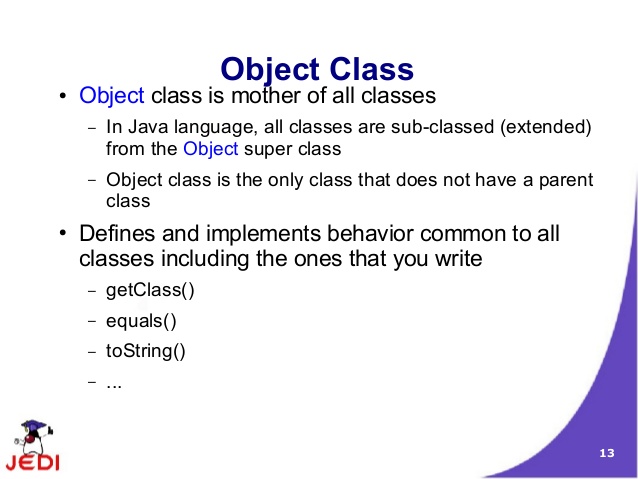 Object Class
• Object class is mother of all classes
– In Java language, all classes are sub-classed (extended)
from the Object super class
– Object class is the only class that does not have a parent
class
• Defines and implements behavior common to all
classes including the ones that you write
– getClass()
– equals()
– toString()
– ...
JEDI
13